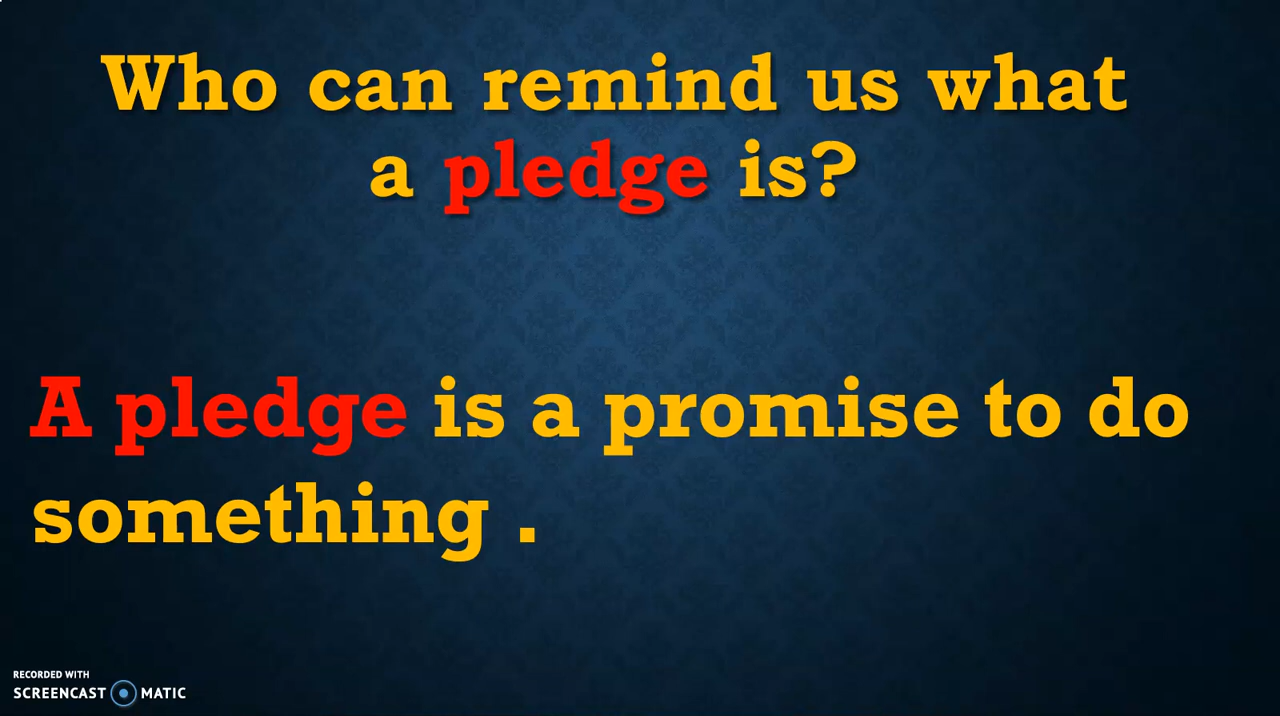 Who can remind us what
a pledge is?
A pledge is a promise to do
something .
RECORDED WITH
SCREENCAST MATIC